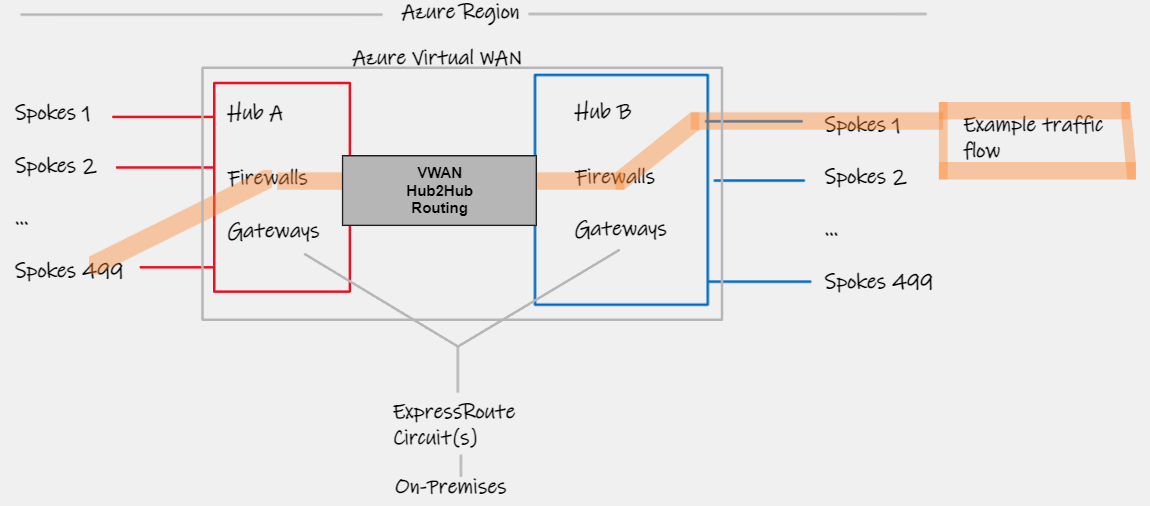 Azure Region
Azure Virtual WAN
Spokes 1
Spokes 2
...
Spokes 499
Hub A
Firewalls
Gateways
VWAN
Hub2Hub
Routing
Hub B
Firewalls
Gateways
Spokes 1
Spokes 2
...
Spokes 499
Example traffic
flow
ExpressRoute
Circuit(s)
On-Premises